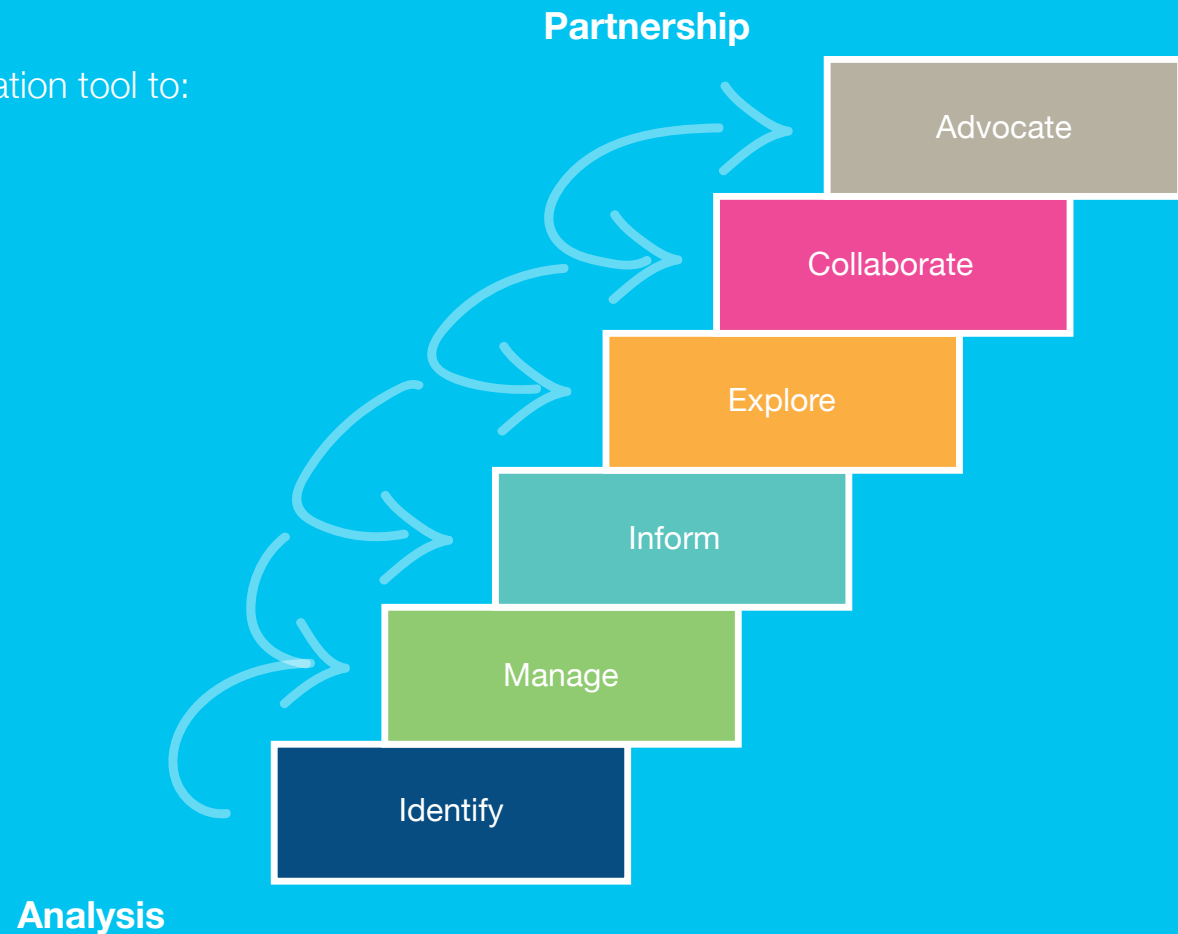 Partnership
ation tool to:
Advocate
Collaborate
Explore
Inform
Manage
Identify
Analysis